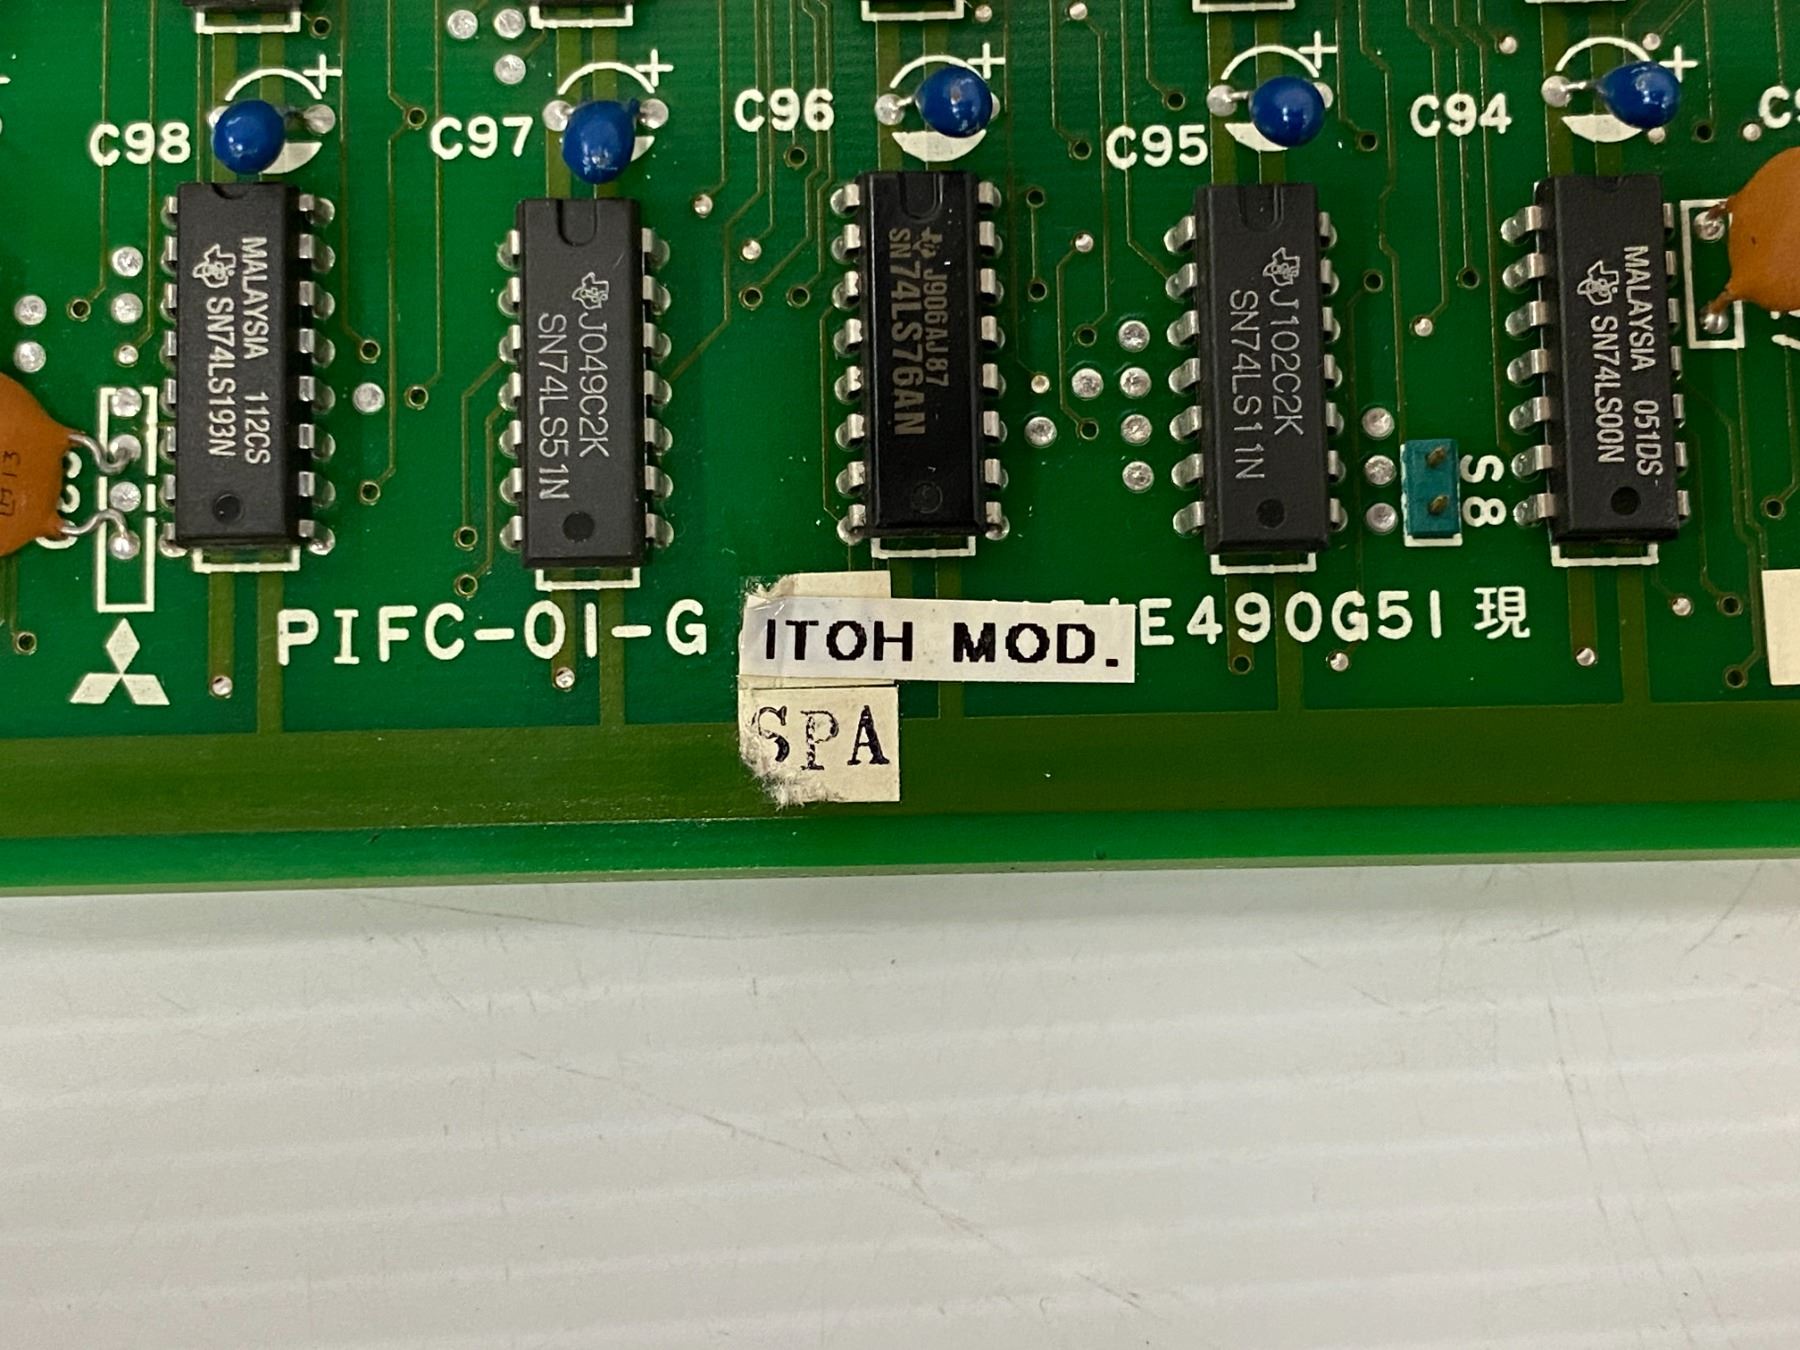 C98
C97
C96
C95
C94
MALAYSIA 112CS
SN74LS193N
J049C2K
SN74LS51N
J906AJ87
SN74LS76AN
J102C2K
SN74LS11N
MALAYSIA 051DS
SN74LS00N
S8
PIFC-01-G
ITOH MOD.
E490G51 現
SPA